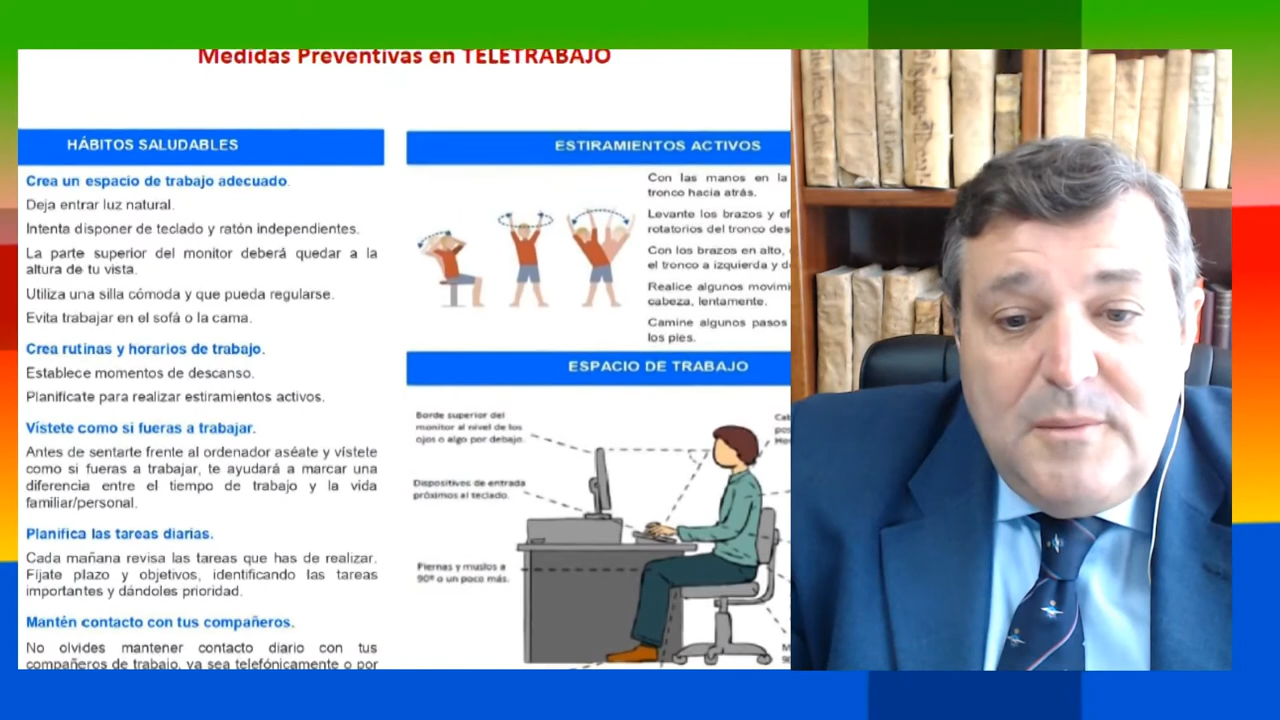 Medidas Preventivas en TELETRABAJO
HÁBITOS SALUDABLES
Crea un espacio de trabajo adecuado.
Deja entrar luz natural.
Intenta disponer de teclado y ratón independientes.
La parte superior del monitor deberá quedar a la
altura de tu vista.
Utiliza una silla cómoda y que pueda regularse.
Evita trabajar en el sofá o la cama.
Crea rutinas y horarios de trabajo.
Establece momentos de descanso.
Planifícate para realizar estiramientos activos.
Vístete como si fueras a trabajar.
Antes de sentarte frente al ordenador aséate y vístete
como si fueras a trabajar, te ayudará a marcar una
diferencia entre el tiempo de trabajo y la vida
familiar/personal.
Planifica las tareas diarias.
Cada mañana revisa las tareas que has de realizar.
Fíjate plazo y objetivos, identificando las tareas
importantes y dándoles prioridad.
Mantén contacto con tus compañeros.
No olvides mantener contacto diario con tus
compañeros de trabajo, ya sea telefónicamente o por
ESTIRAMIENTOS ACTIVOS
Con las manos en la
tronco hacia atrás.
Levante los brazos y ef
rotatorios del tronco des
Con los brazos en alto,
el tronco a izquierda y d
Realice algunos movimi
cabeza, lentamente.
Camine algunos pasos
los pies.
ESPACIO DE TRABAJO
Borde superior del
monitor al nivel de los
ojos o algo por debajo.
Dispositivos de entrada
próximos al teclado.
Piernas y muslos a
90º o un poco más.